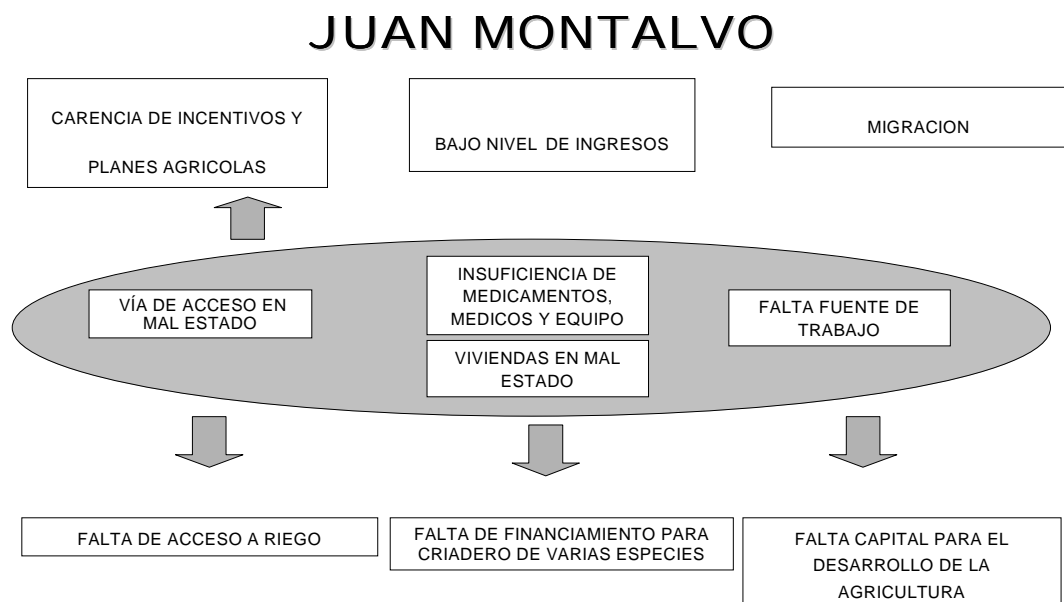 JUAN MONTALVO
CARENCIA DE INCENTIVOS Y
PLANES AGRICOLAS
BAJO NIVEL DE INGRESOS
MIGRACION
VÍA DE ACCESO EN
MAL ESTADO
INSUFICIENCIA DE
MEDICAMENTOS,
MEDICOS Y EQUIPO
VIVIENDAS EN MAL
ESTADO
FALTA FUENTE DE
TRABAJO
FALTA DE ACCESO A RIEGO
FALTA DE FINANCIAMIENTO PARA
CRIADERO DE VARIAS ESPECIES
FALTA CAPITAL PARA EL
DESARROLLO DE LA
AGRICULTURA